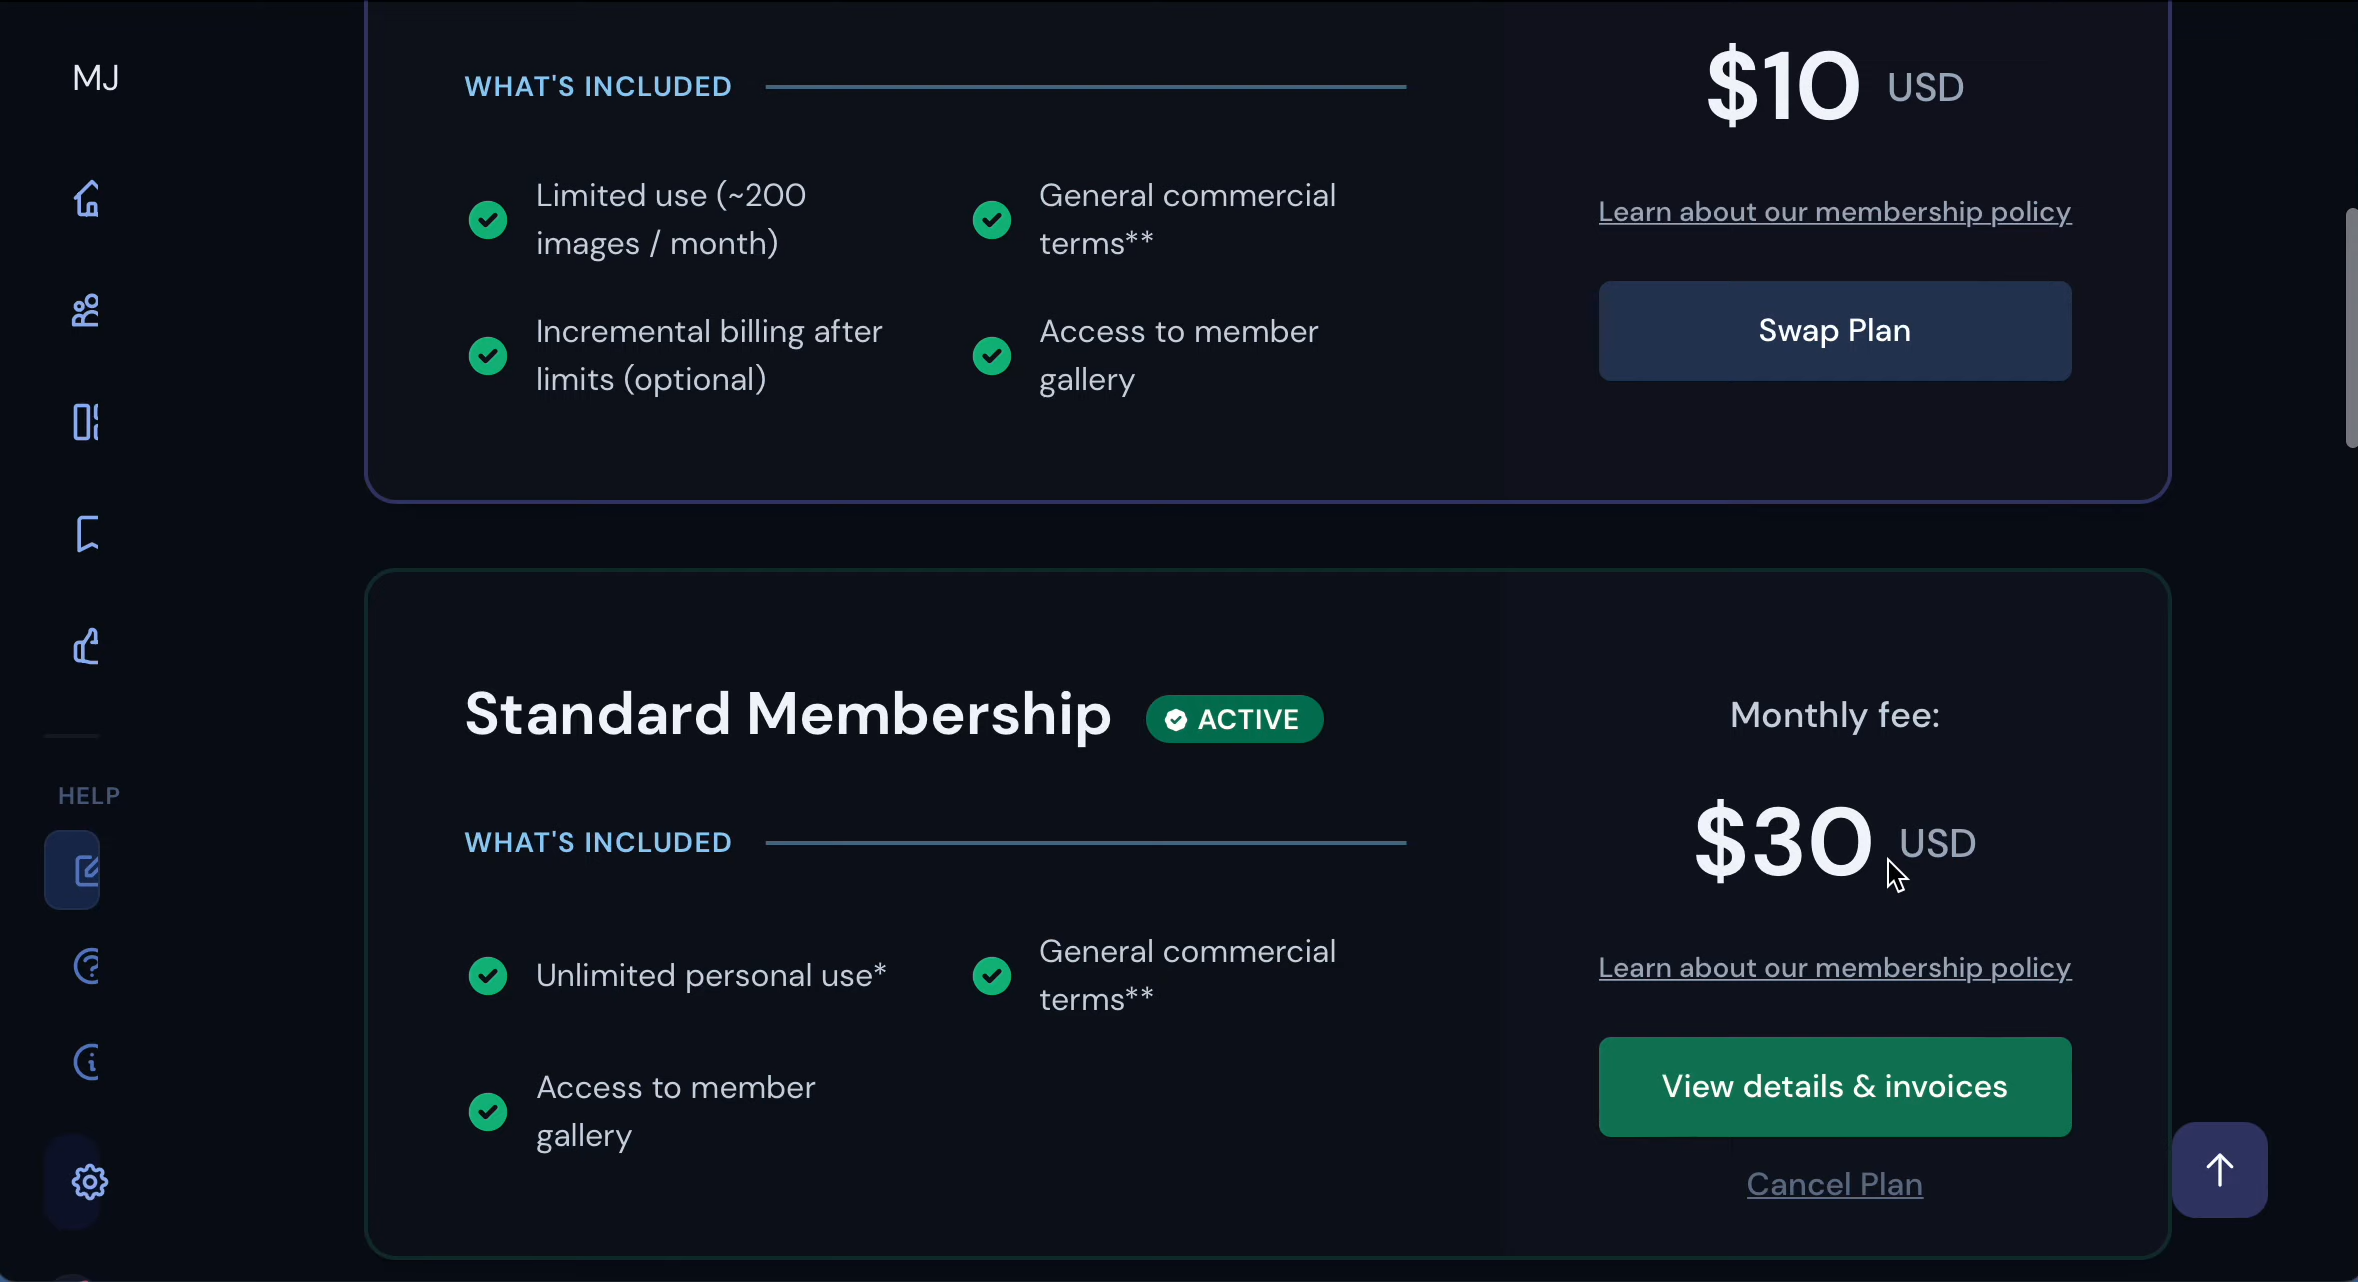 MJ
WHAT'S INCLUDED
$10 USD
Limited use (~200
images / month)
General commercial
terms**
Learn about our membership policy
Incremental billing after
limits (optional)
Access to member
gallery
Swap Plan
Standard Membership
ACTIVE
Monthly fee:
HELP
WHAT'S INCLUDED
$30 USD
Unlimited personal use*
General commercial
terms**
Learn about our membership policy
Access to member
gallery
View details & invoices
Cancel Plan